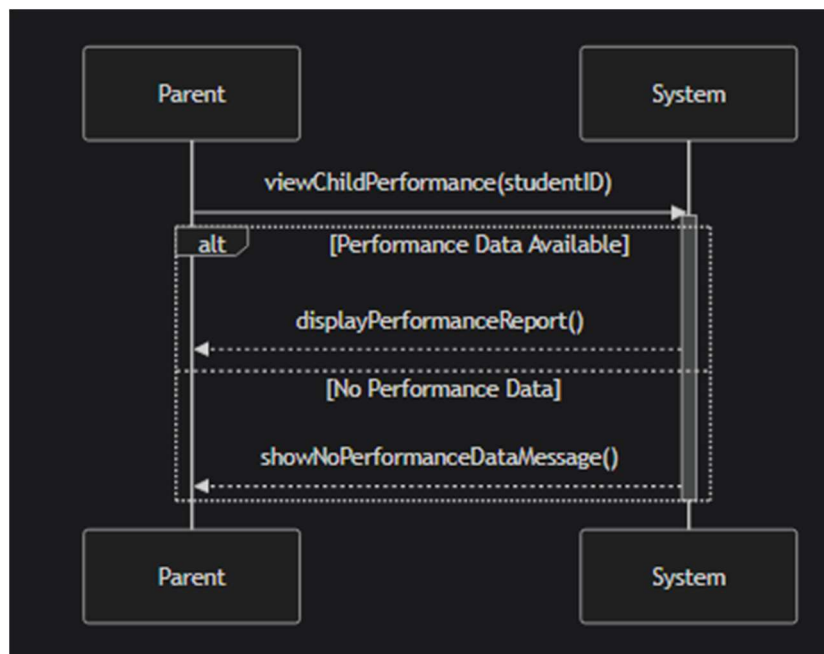 Parent
System
viewChildPerformance(studentID)
alt
[Performance Data Available]
displayPerformanceReport()
[No Performance Data]
showNoPerformanceDataMessage()
Parent
System